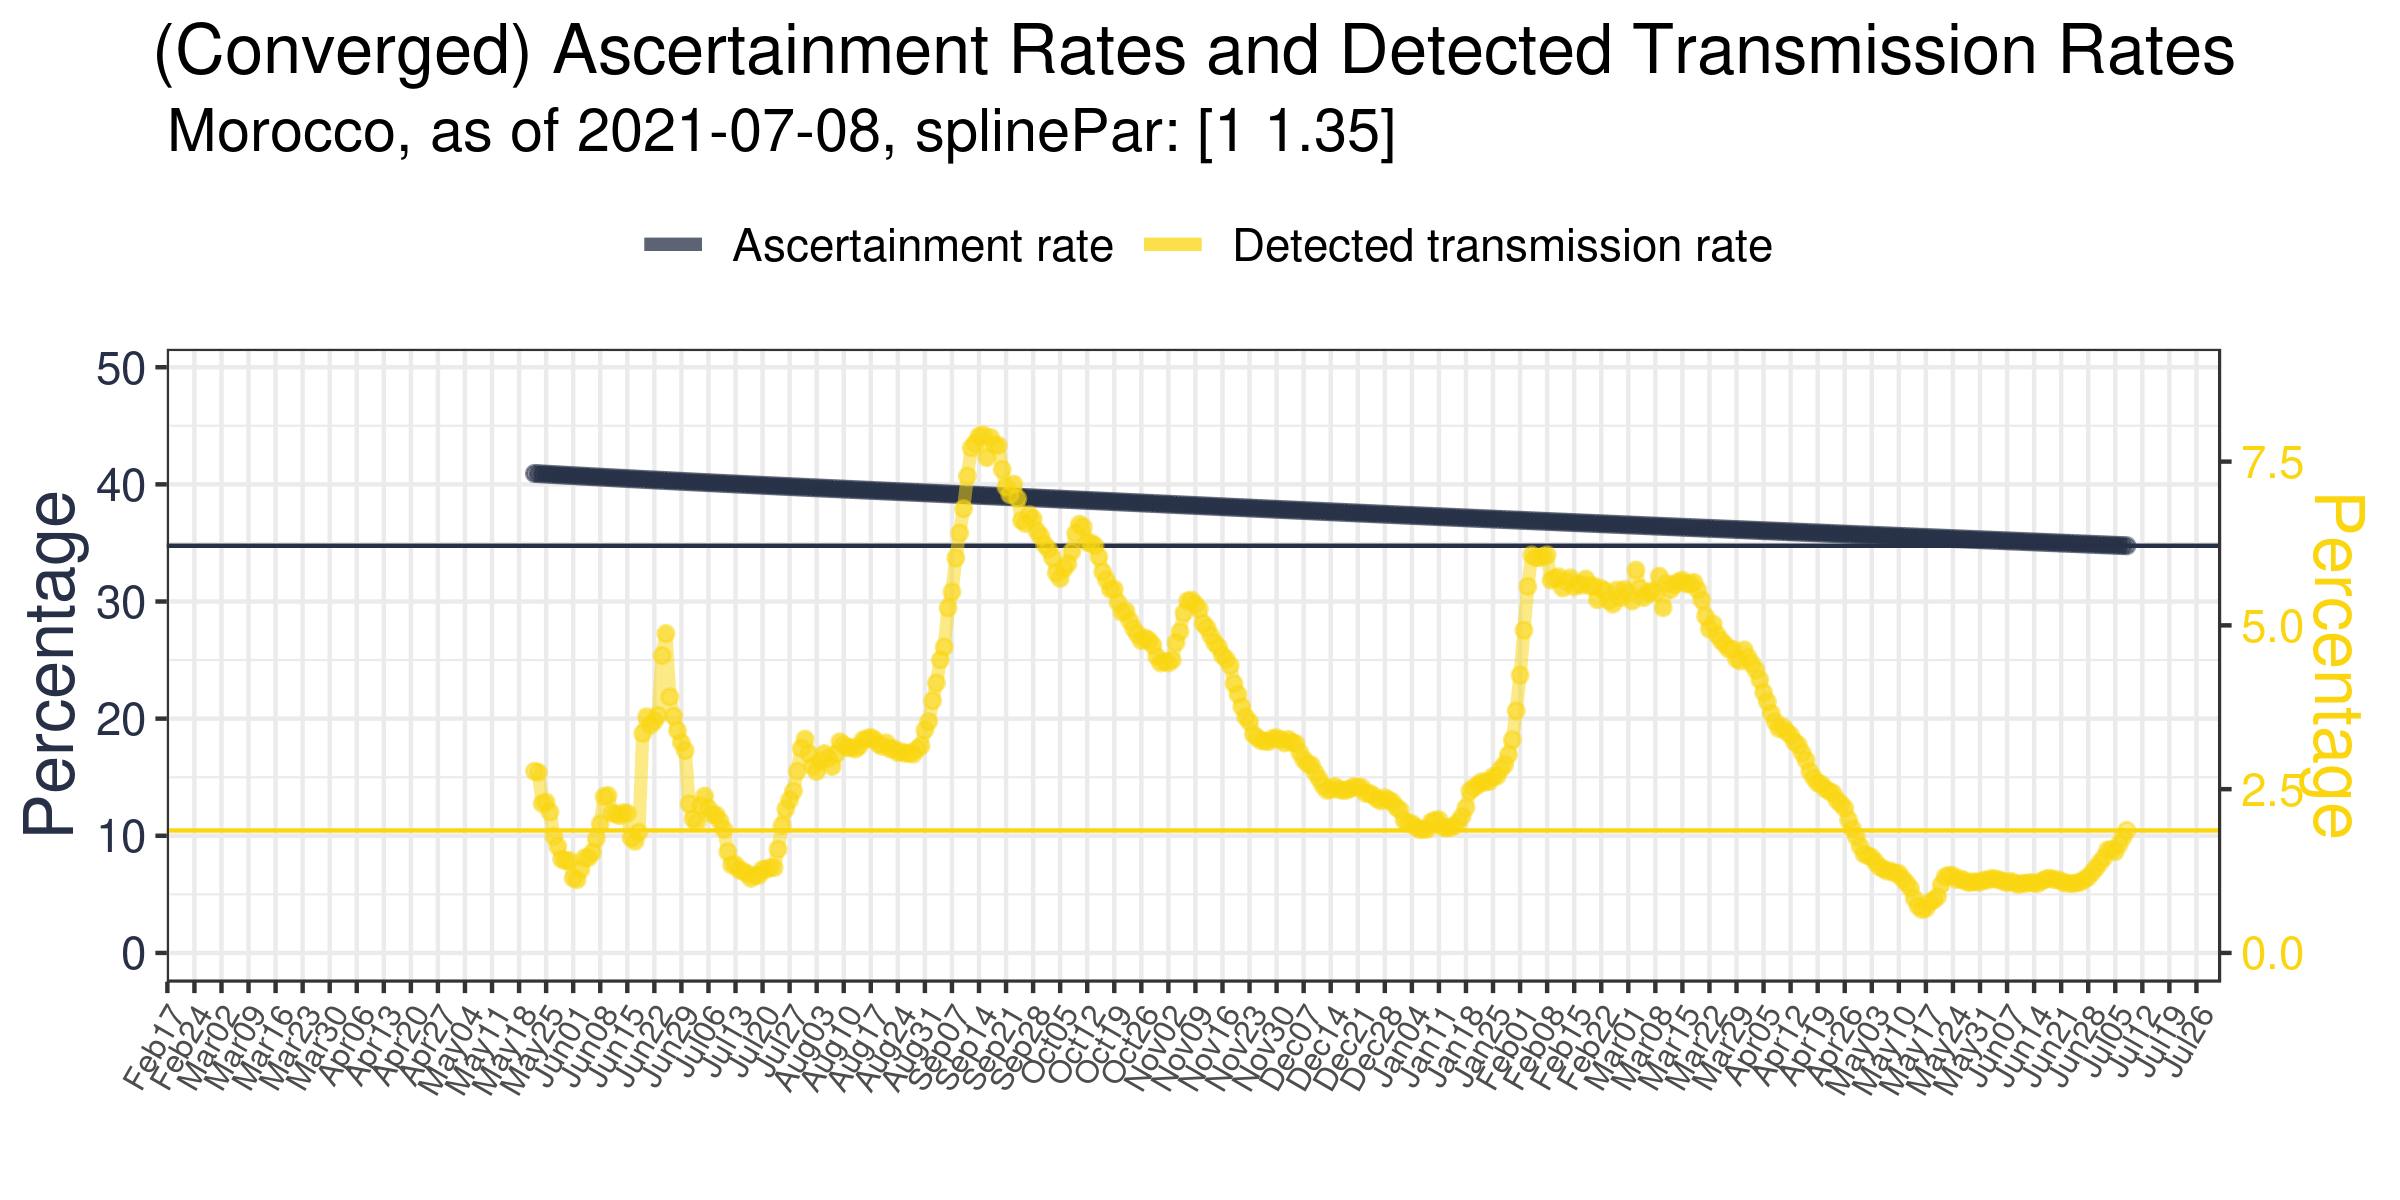 (Converged) Ascertainment Rates and Detected Transmission Rates
Morocco, as of 2021-07-08, splinePar: [1 1.35]
Ascertainment rate
Detected transmission rate
Percentage
50
40
30
20
10
0
7.5
5.0
2.5
0.0
Percentage
Feb17
Feb24
Mar02
Mar09
Mar16
Mar23
Mar30
Apr06
Apr13
Apr20
Apr27
May04
May11
May18
May25
Jun01
Jun08
Jun15
Jun22
Jun29
Jul06
Jul13
Jul20
Jul27
Aug03
Aug10
Aug17
Aug24
Aug31
Sep07
Sep14
Sep21
Sep28
Oct05
Oct12
Oct19
Oct26
Nov02
Nov09
Nov16
Nov23
Nov30
Dec07
Dec14
Dec21
Dec28
Jan04
Jan11
Jan18
Jan25
Feb01
Feb08
Feb15
Feb22
Mar01
Mar08
Mar15
Mar22
Mar29
Apr05
Apr12
Apr19
Apr26
May03
May10
May17
May24
May31
Jun07
Jun14
Jun21
Jun28
Jul05
Jul12
Jul19
Jul26